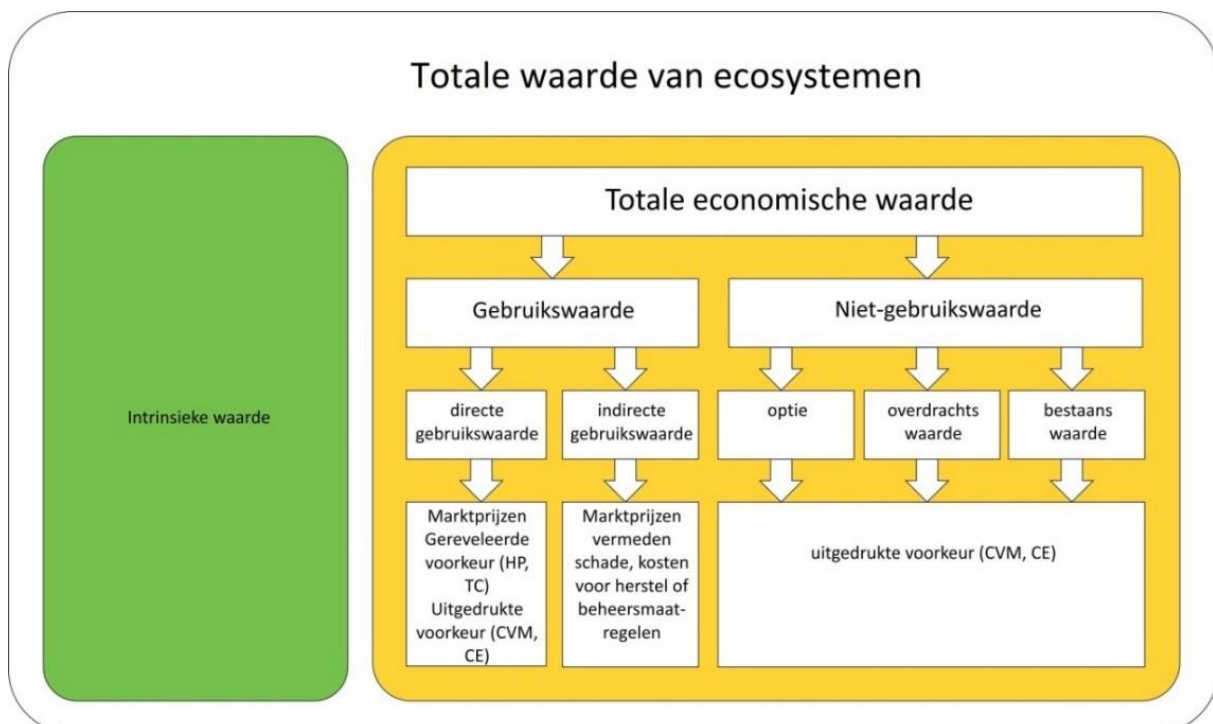 Totale waarde van ecosystemen
Intrinsieke waarde
Totale economische waarde
Gebruikswaarde
Niet-gebruikswaarde
directe
gebruikswaarde
indirecte
gebruikswaarde
optie
overdrachts
waarde
bestaans
waarde
Marktprijzen
Gereveleerde
voorkeur (HP,
TC)
Uitgedrukte
voorkeur (CVM,
CE)
Marktprijzen
vermeden
schade, kosten
voor herstel of
beheersmaat-
regelen
uitgedrukte voorkeur (CVM, CE)